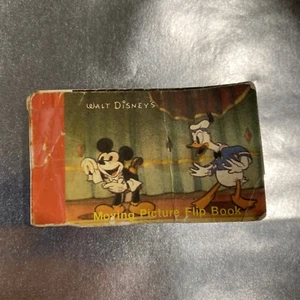 WALT DISNEY'S
Moving Picture Flip Book